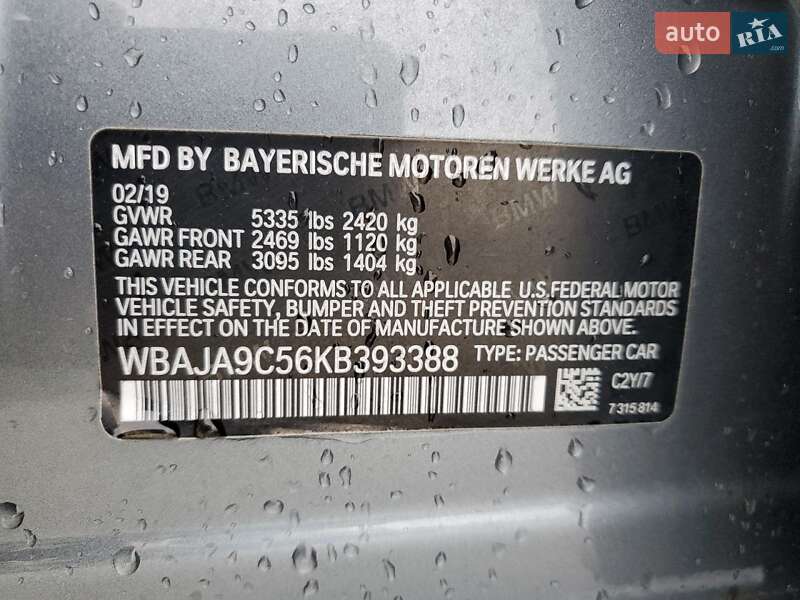 auto RIA .com
MFD BY BAYERISCHE MOTOREN WERKE AG
02/19
GVWR 5335 lbs 2420 kg
GAWR FRONT 2469 lbs 1120 kg
GAWR REAR 3095 lbs 1404 kg
THIS VEHICLE CONFORMS TO ALL APPLICABLE U.S.FEDERAL MOTOR
VEHICLE SAFETY, BUMPER AND THEFT PREVENTION STANDARDS
IN EFFECT ON THE DATE OF MANUFACTURE SHOWN ABOVE.
WBAJA9C56KB393388 TYPE: PASSENGER CAR
C2Y/7
7315814
BMW